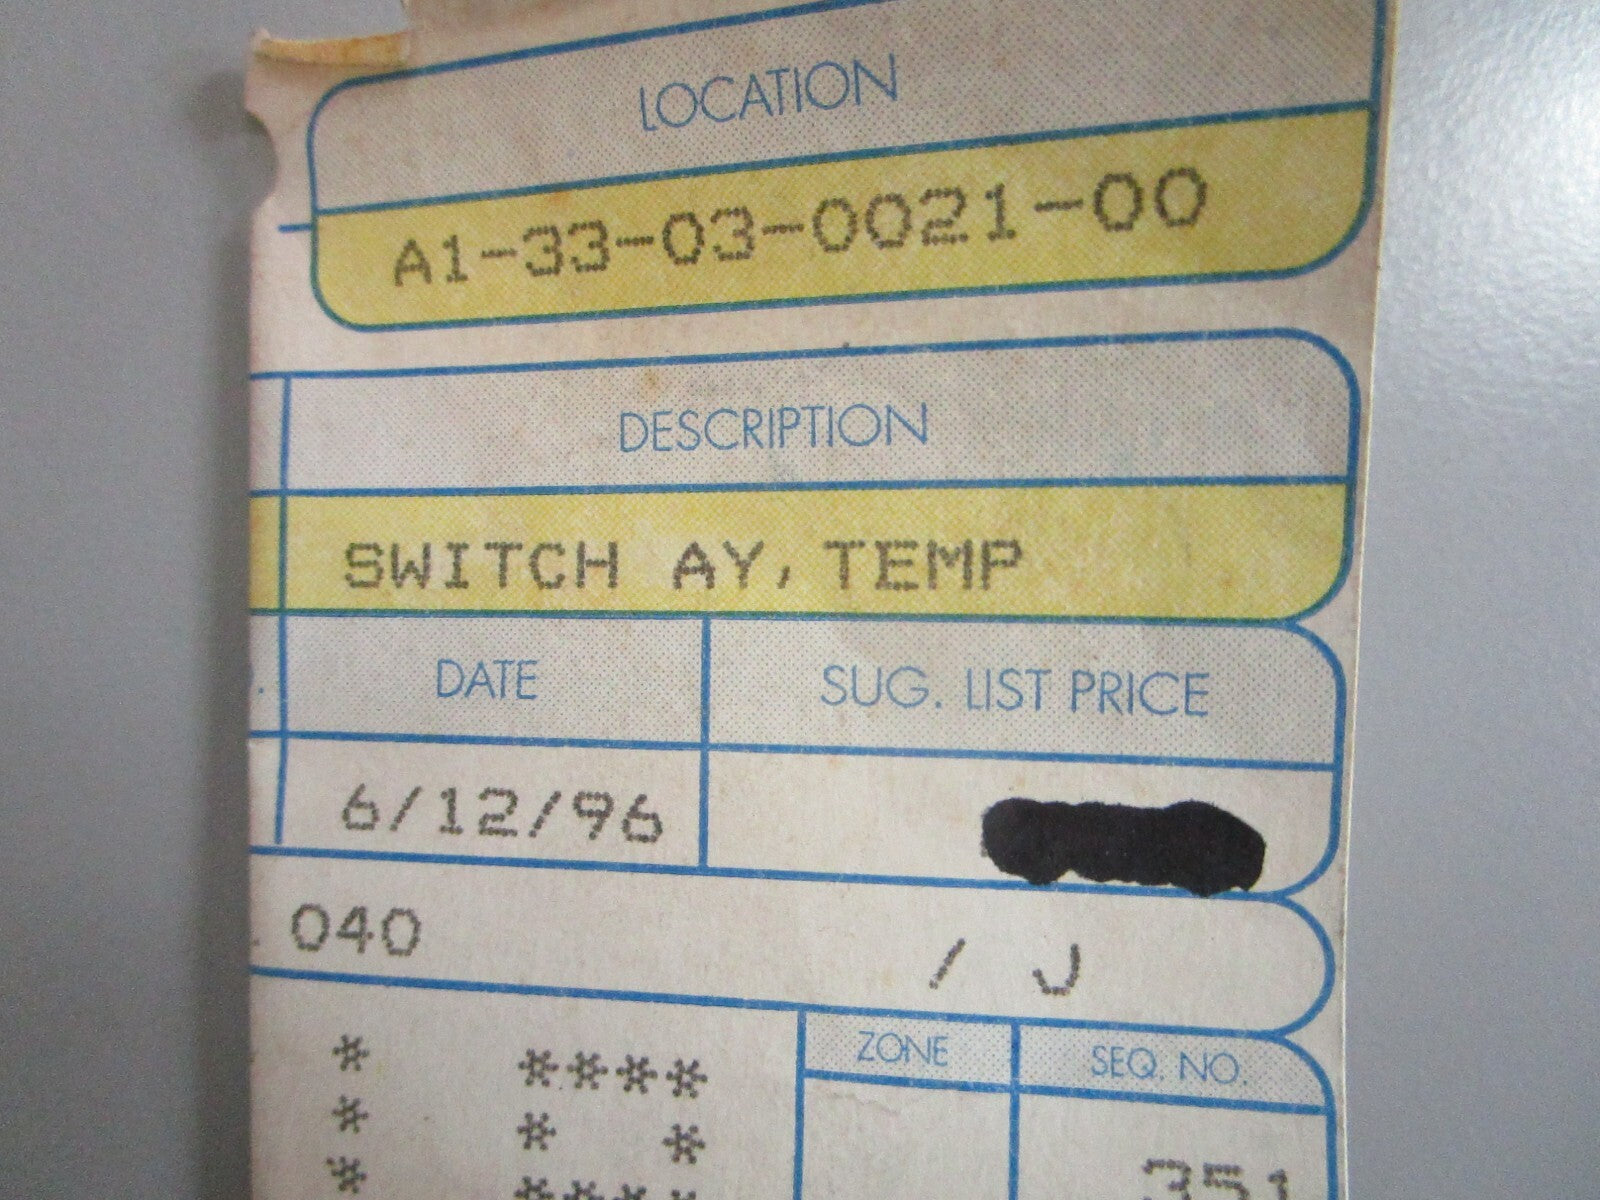 LOCATION
A1-33-03-0021-00
DESCRIPTION
SWITCH AY, TEMP
DATE SUG. LIST PRICE
6/12/96
040 / J
ZONE SEQ. NO.
* ****
* * *
* ****
351